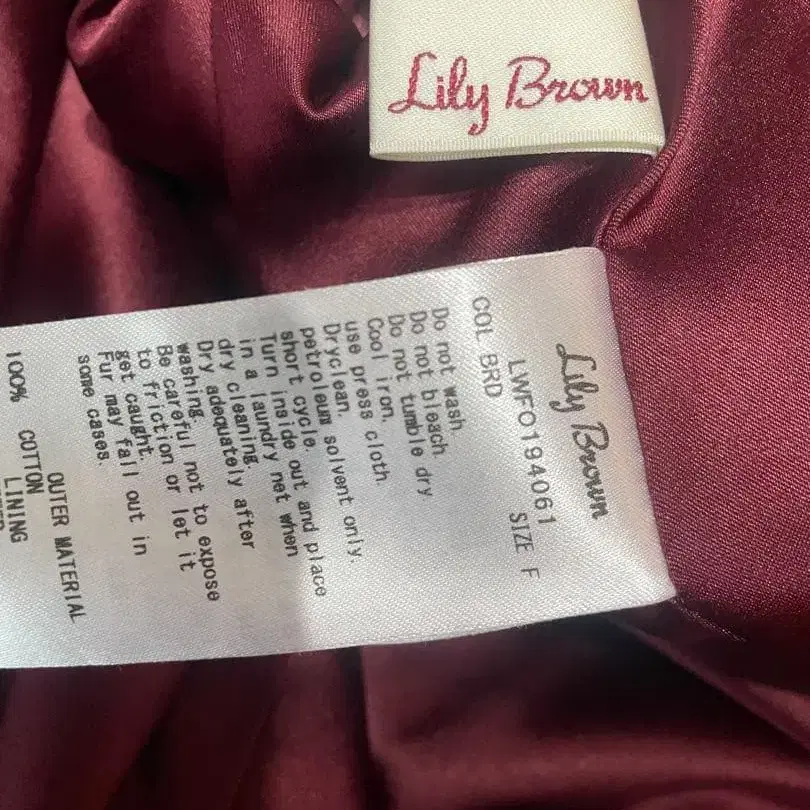 Lily Brown
Lily Brown
LWFO194061 SIZE F
COL BRD
Do not wash.
Do not bleach.
Do not tumble dry
Cool iron.
use press cloth.
Dryclean.
petroleum solvent only.
short cycle.
Turn inside out and place
in a laundry net when
dry cleaning.
Dry adequately after
washing.
Be careful not to expose
to friction or let it
get caught.
Fur may fall out in
some cases.
OUTER MATERIAL
100% COTTON
LINING